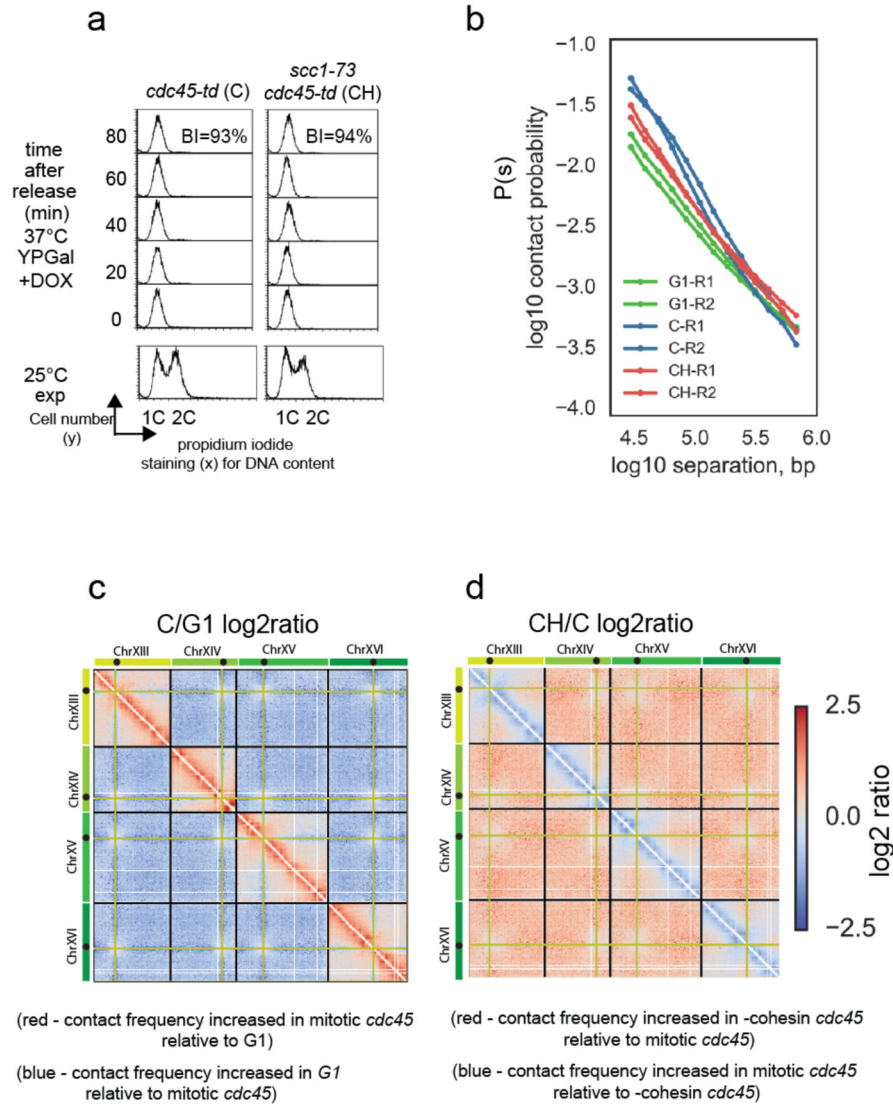 a
cdc45-td (C)
scc1-73
cdc45-td (CH)
time
after
release
(min)
37°C
YPGal
+DOX
80
60
40
20
0
BI=93%
BI=94%
25°C
exp
Cell number
(y)
1C 2C
1C 2C
propidium iodide
staining (x) for DNA content
b
P(s)
log10 contact probability
−1.0
−1.5
−2.0
−2.5
−3.0
−3.5
−4.0
G1-R1
G1-R2
C-R1
C-R2
CH-R1
CH-R2
4.5 5.0 5.5 6.0
log10 separation, bp
c
C/G1 log2ratio
ChrXIII ChrXIV ChrXV ChrXVI
ChrXIII
ChrXIV
ChrXV
ChrXVI
(red - contact frequency increased in mitotic cdc45
relative to G1)
(blue - contact frequency increased in G1
relative to mitotic cdc45)
d
CH/C log2ratio
ChrXIII ChrXIV ChrXV ChrXVI
ChrXIII
ChrXIV
ChrXV
ChrXVI
2.5
0.0
−2.5
log2 ratio
(red - contact frequency increased in -cohesin cdc45
relative to mitotic cdc45)
(blue - contact frequency increased in mitotic cdc45
relative to -cohesin cdc45)